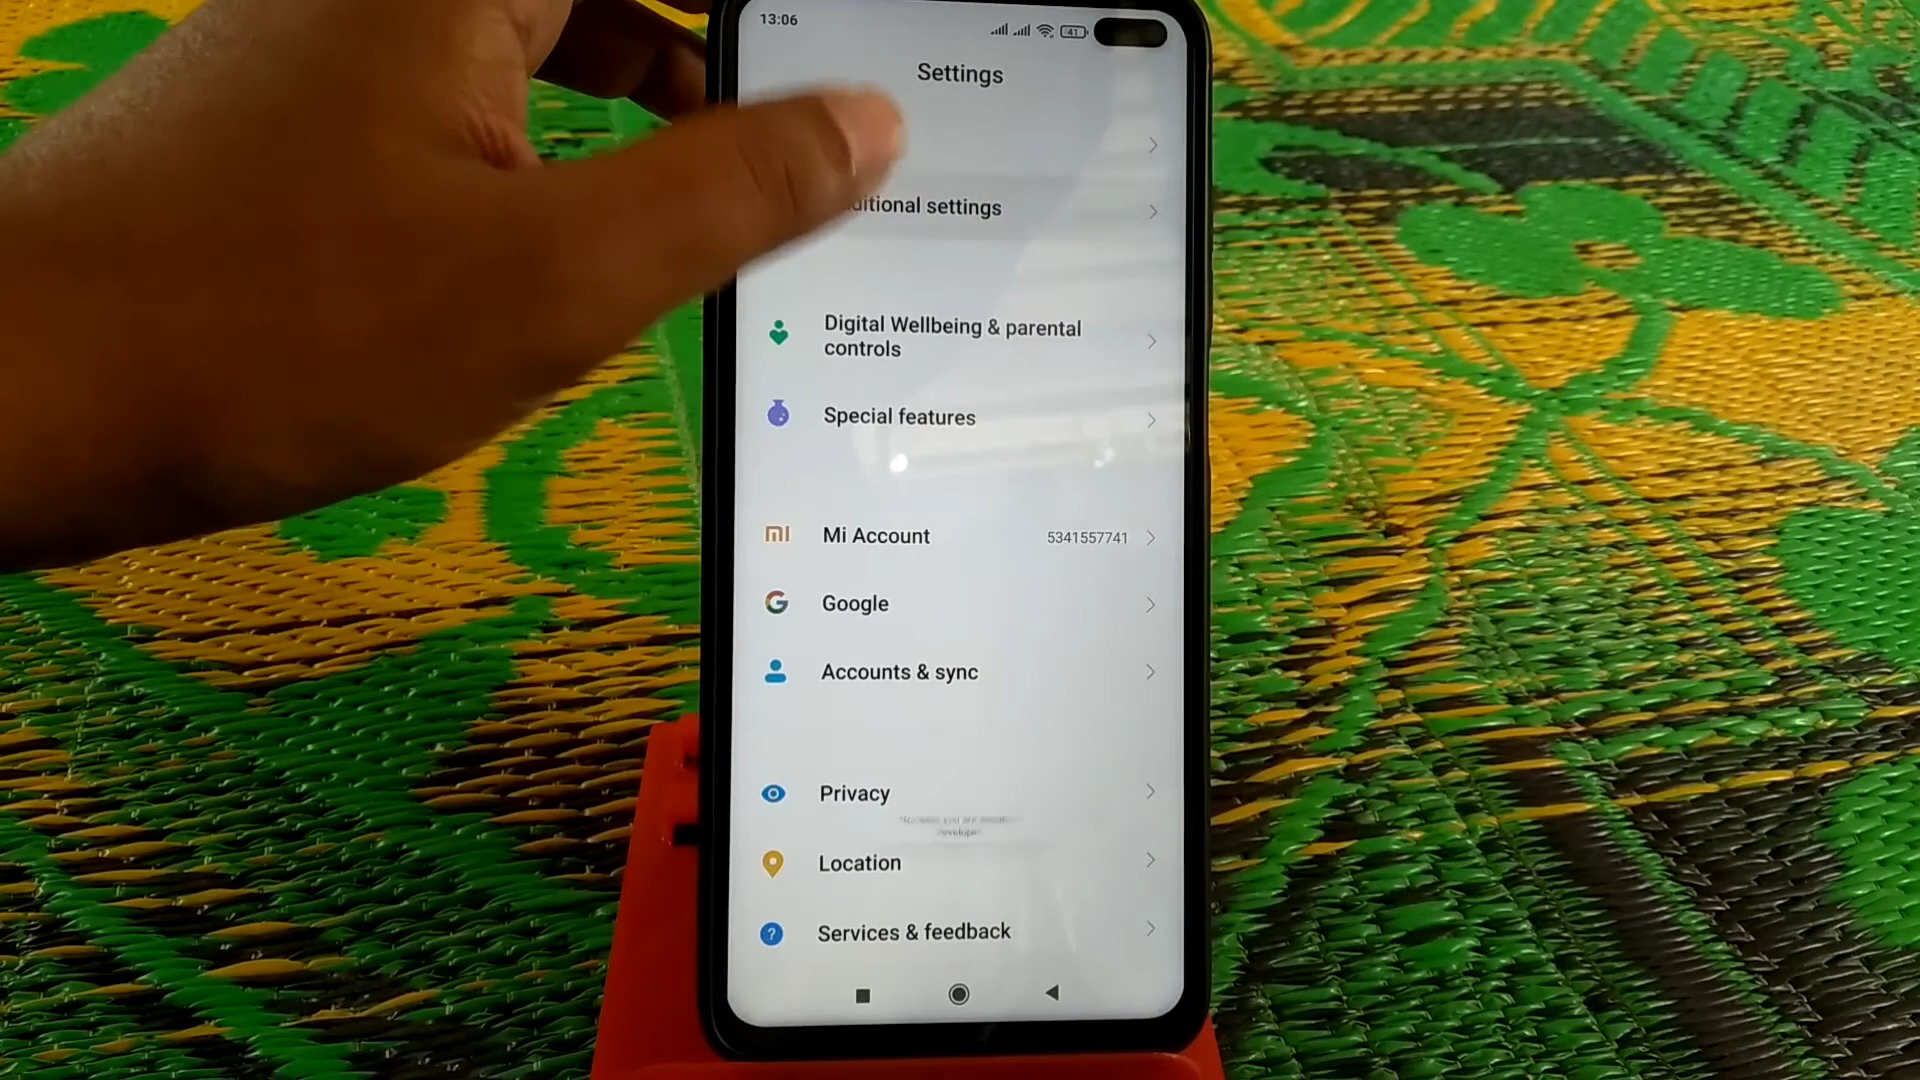 13:06
41
Settings
settings
Digital Wellbeing & parental
controls
Special features
Mi Account 5341557741
Google
Accounts & sync
Privacy
Location
? Services & feedback